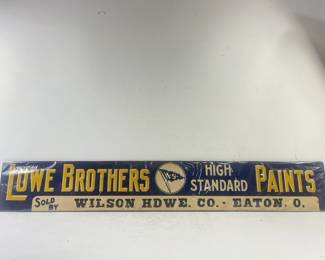 LOWE BROTHERS HIGH STANDARD PAINTS
SOLD BY WILSON HDWE. CO. - EATON, O.